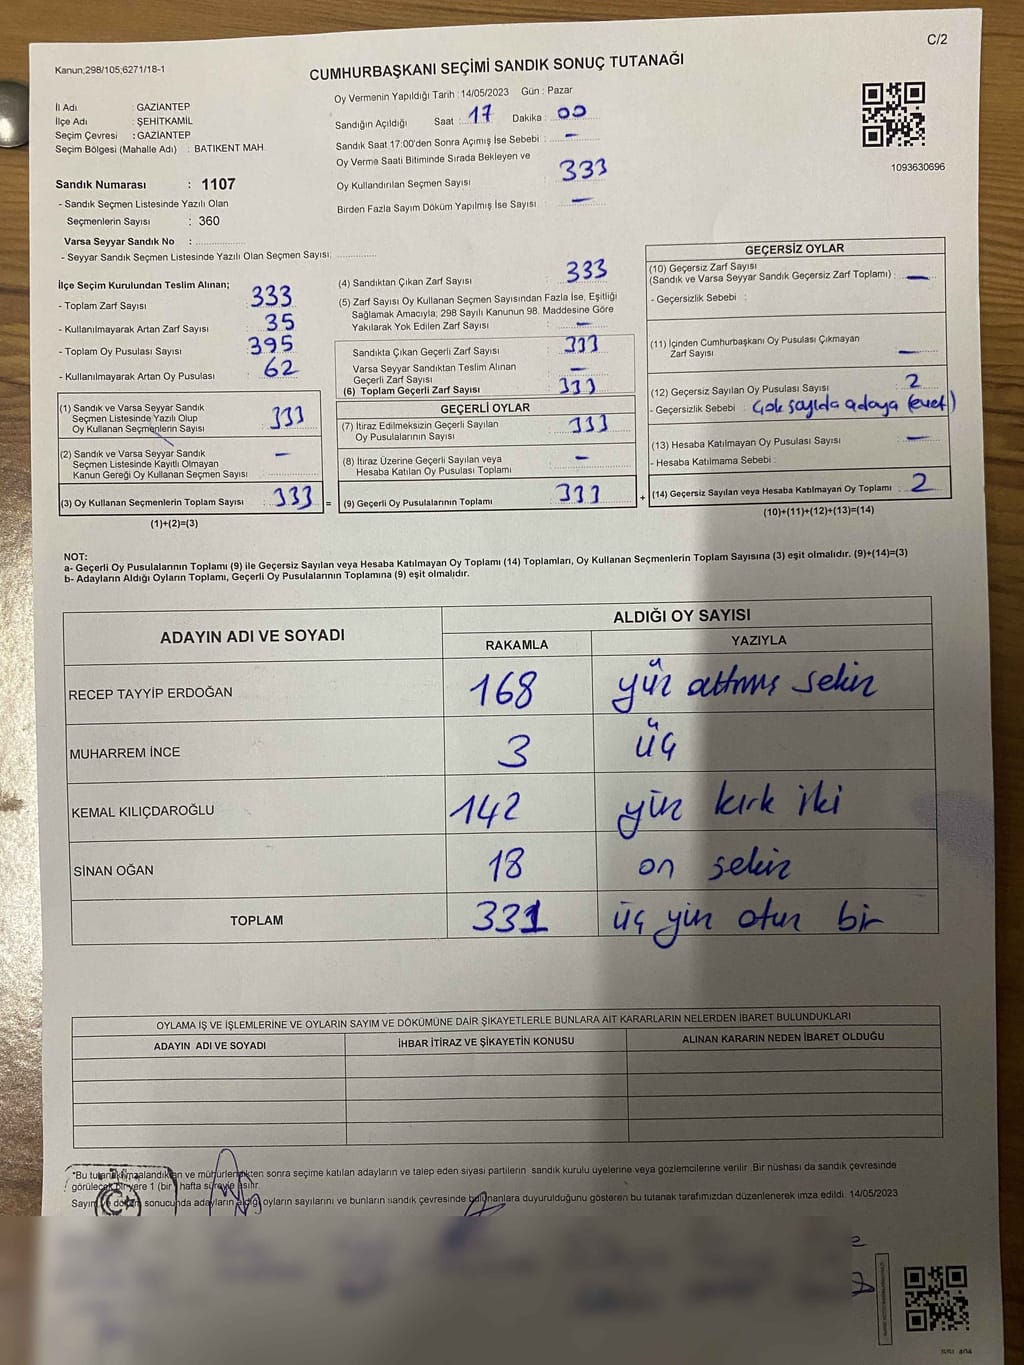 C/2
Kanun;298/105;6271/18-1
CUMHURBAŞKANI SEÇİMİ SANDIK SONUÇ TUTANAĞI
İl Adı : GAZIANTEP
İlçe Adı : ŞEHİTKAMİL
Seçim Çevresi : GAZİANTEP
Seçim Bölgesi (Mahalle Adı) : BATIKENT MAH.
Oy Vermenin Yapıldığı Tarih : 14/05/2023 Gün : Pazar
Sandığın Açıldığı Saat : 17 Dakika : 00
Sandık Saat 17:00'den Sonra Açımış İse Sebebi : –
Oy Verme Saati Bitiminde Sırada Bekleyen ve
Oy Kullandırılan Seçmen Sayısı : 333
Birden Fazla Sayım Döküm Yapılmış İse Sayısı : –
1093630696
Sandık Numarası : 1107
- Sandık Seçmen Listesinde Yazılı Olan
Seçmenlerin Sayısı : 360
Varsa Seyyar Sandık No :
- Seyyar Sandık Seçmen Listesinde Yazılı Olan Seçmen Sayısı:
İlçe Seçim Kurulundan Teslim Alınan;
- Toplam Zarf Sayısı 333
- Kullanılmayarak Artan Zarf Sayısı 35
- Toplam Oy Pusulası Sayısı 395
- Kullanılmayarak Artan Oy Pusulası 62
(1) Sandık ve Varsa Seyyar Sandık
Seçmen Listesinde Yazılı Olup
Oy Kullanan Seçmenlerin Sayısı 333
(2) Sandık ve Varsa Seyyar Sandık
Seçmen Listesinde Kayıtlı Olmayan
Kanun Gereği Oy Kullanan Seçmen Sayısı –
(3) Oy Kullanan Seçmenlerin Toplam Sayısı 333 =
(1)+(2)=(3)
(4) Sandıktan Çıkan Zarf Sayısı 333
(5) Zarf Sayısı Oy Kullanan Seçmen Sayısından Fazla İse, Eşitliği
Sağlamak Amacıyla; 298 Sayılı Kanunun 98. Maddesine Göre
Yakılarak Yok Edilen Zarf Sayısı –
Sandıkta Çıkan Geçerli Zarf Sayısı 333
Varsa Seyyar Sandıktan Teslim Alınan
Geçerli Zarf Sayısı –
(6) Toplam Geçerli Zarf Sayısı 333
GEÇERLİ OYLAR
(7) İtiraz Edilmeksizin Geçerli Sayılan
Oy Pusulalarının Sayısı 333
(8) İtiraz Üzerine Geçerli Sayılan veya
Hesaba Katılan Oy Pusulası Toplamı –
(9) Geçerli Oy Pusulalarının Toplamı 333 +
GEÇERSİZ OYLAR
(10) Geçersiz Zarf Sayısı
(Sandık ve Varsa Seyyar Sandık Geçersiz Zarf Toplamı) : –
- Geçersizlik Sebebi :
(11) İçinden Cumhurbaşkanı Oy Pusulası Çıkmayan
Zarf Sayısı –
(12) Geçersiz Sayılan Oy Pusulası Sayısı 2
- Geçersizlik Sebebi : Çok sayıda adaya (evet)
(13) Hesaba Katılmayan Oy Pusulası Sayısı –
- Hesaba Katılmama Sebebi :
(14) Geçersiz Sayılan veya Hesaba Katılmayan Oy Toplamı : 2
(10)+(11)+(12)+(13)=(14)
NOT:
a- Geçerli Oy Pusulalarının Toplamı (9) ile Geçersiz Sayılan veya Hesaba Katılmayan Oy Toplamı (14) Toplamları, Oy Kullanan Seçmenlerin Toplam Sayısına (3) eşit olmalıdır. (9)+(14)=(3)
b- Adayların Aldığı Oyların Toplamı, Geçerli Oy Pusulalarının Toplamına (9) eşit olmalıdır.
ADAYIN ADI VE SOYADI ALDIĞI OY SAYISI
RAKAMLA YAZIYLA
RECEP TAYYİP ERDOĞAN 168 yüz altmış sekiz
MUHARREM İNCE 3 üç
KEMAL KILIÇDAROĞLU 142 yüz kırk iki
SİNAN OĞAN 18 on sekiz
TOPLAM 331 üç yüz otuz bir
OYLAMA İŞ VE İŞLEMLERİNE VE OYLARIN SAYIM VE DÖKÜMÜNE DAİR ŞİKAYETLERLE BUNLARA AİT KARARLARIN NELERDEN İBARET BULUNDUKLARI
ADAYIN ADI VE SOYADI İHBAR İTİRAZ VE ŞİKAYETİN KONUSU ALINAN KARARIN NEDEN İBARET OLDUĞU
*Bu tutanak imzalandıktan ve mühürlendikten sonra seçime katılan adayların ve talep eden siyasi partilerin sandık kurulu üyelerine veya gözlemcilerine verilir. Bir nüshası da sandık çevresinde
görülecek bir yere 1 (bir) hafta süreyle asılır.
Sayım ve döküm sonucunda adayların aldığı oyların sayılarını ve bunların sandık çevresinde bulunanlara duyurulduğunu gösteren bu tutanak tarafımızdan düzenlenerek imza edildi. 14/05/2023